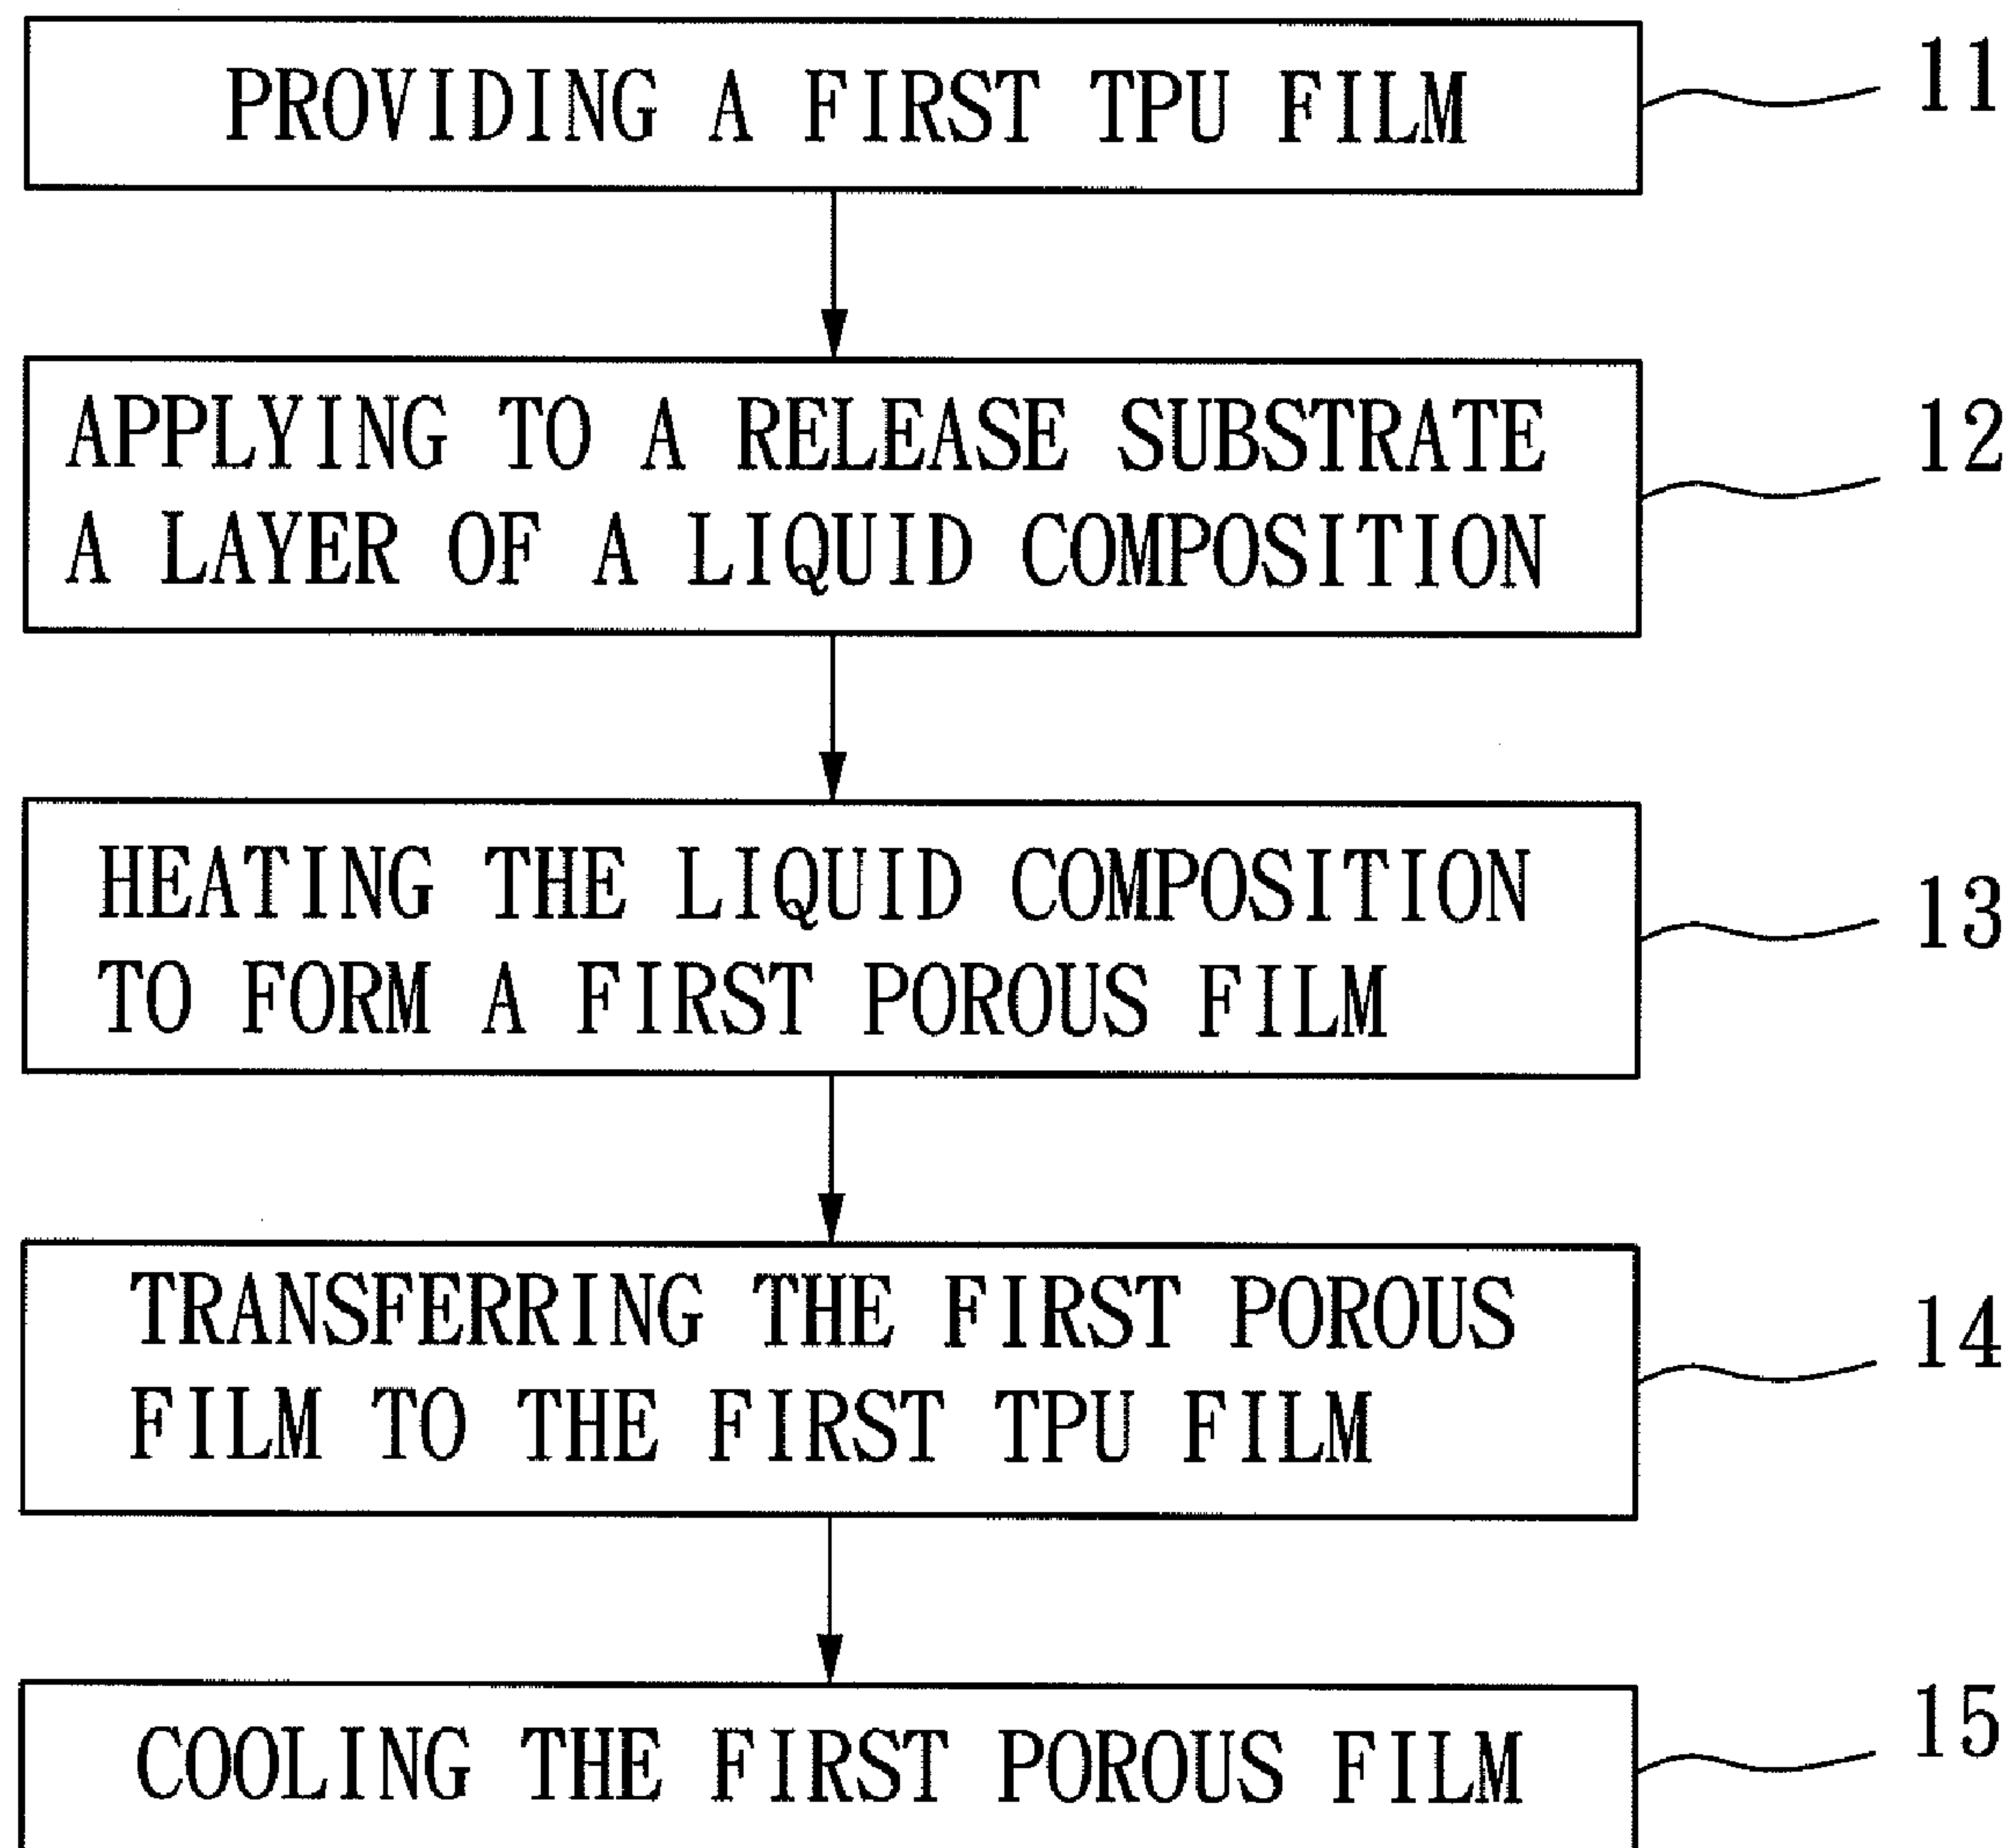 PROVIDING A FIRST TPU FILM
11
APPLYING TO A RELEASE SUBSTRATE
A LAYER OF A LIQUID COMPOSITION
12
HEATING THE LIQUID COMPOSITION
TO FORM A FIRST POROUS FILM
13
TRANSFERRING THE FIRST POROUS
FILM TO THE FIRST TPU FILM
14
COOLING THE FIRST POROUS FILM
15